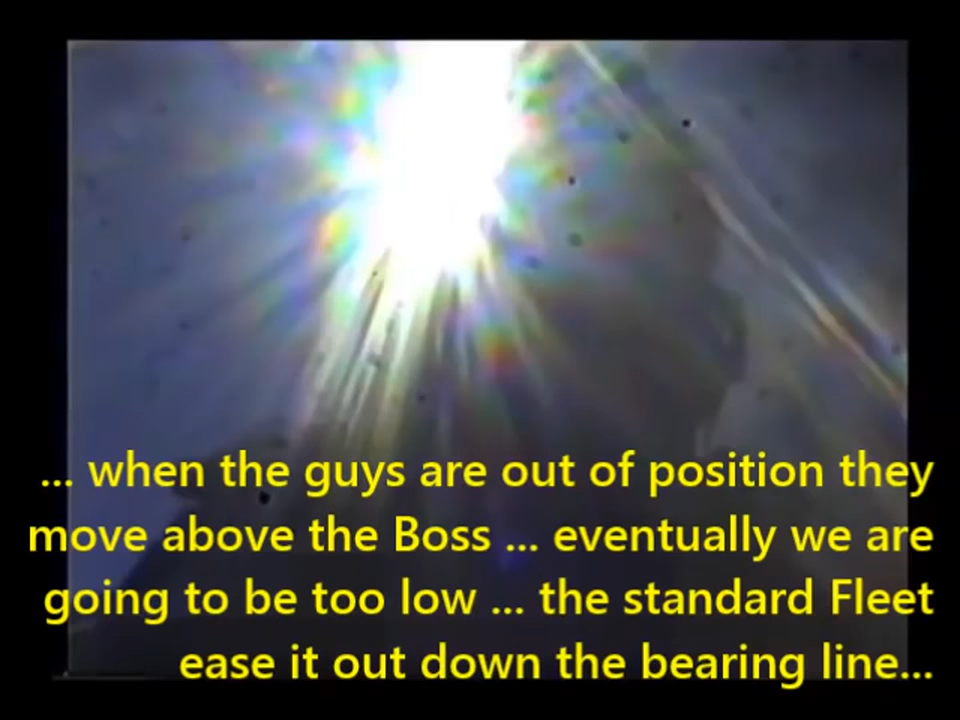 ... when the guys are out of position they
move above the Boss ... eventually we are
going to be too low ... the standard Fleet
ease it out down the bearing line...